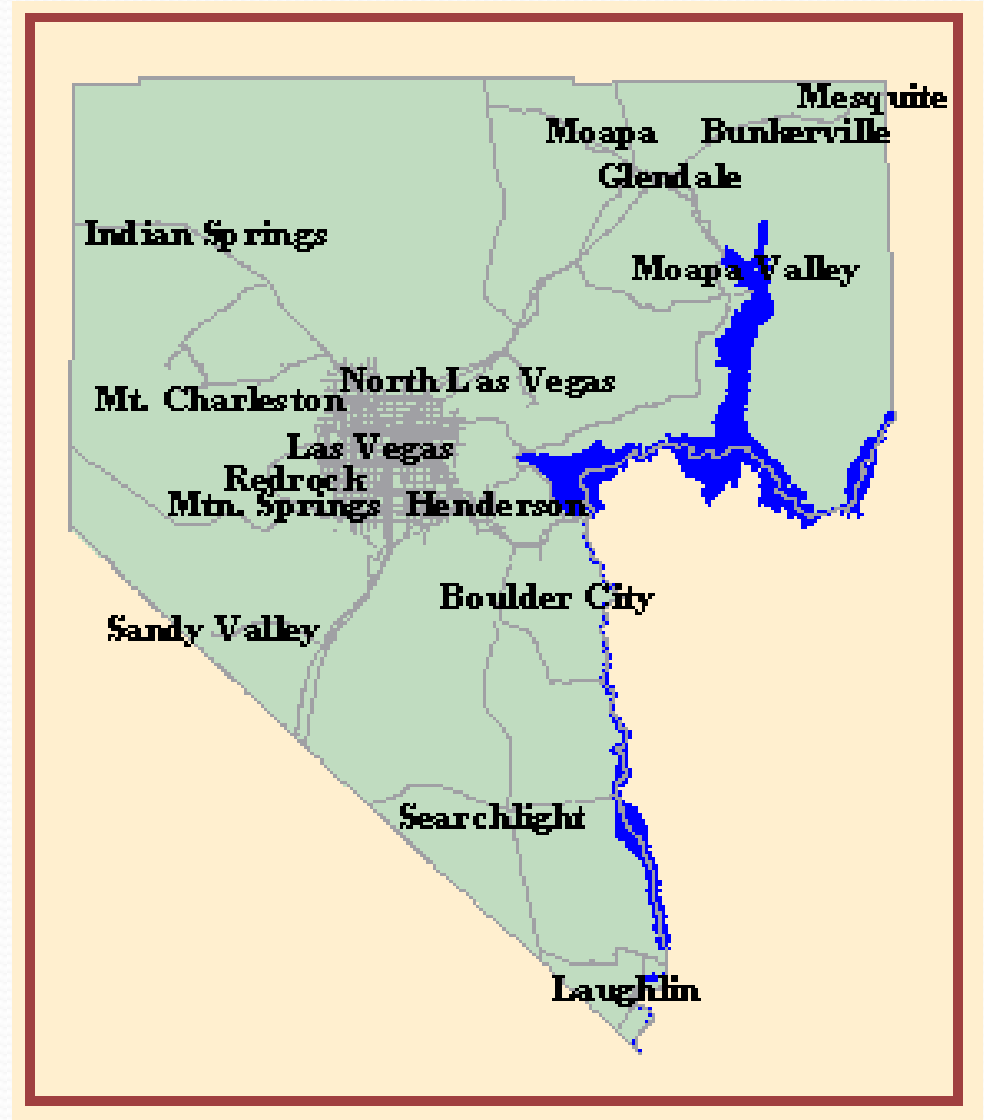 Mesquite
Moapa
Bunkerville
Glendale
Indian Springs
Moapa Valley
North Las Vegas
Mt. Charleston
Las Vegas
Redrock
Mtn. Springs
Henderson
Boulder City
Sandy Valley
Searchlight
Laughlin